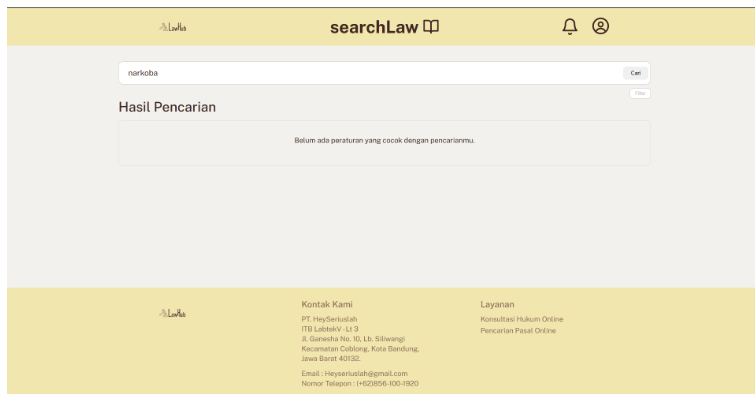 LawHub
searchLaw
narkoba
Cari
Filter
Hasil Pencarian
Belum ada peraturan yang cocok dengan pencarianmu.
LawHub
Kontak Kami
PT. HeySeriuslah
ITB LabtekV - Lt 3
Jl. Ganesha No. 10, Lb. Siliwangi
Kecamatan Coblong, Kota Bandung,
Jawa Barat 40132.
Email : Heyseriuslah@gmail.com
Nomor Telepon : (+62)856-100-1920
Layanan
Konsultasi Hukum Online
Pencarian Pasal Online